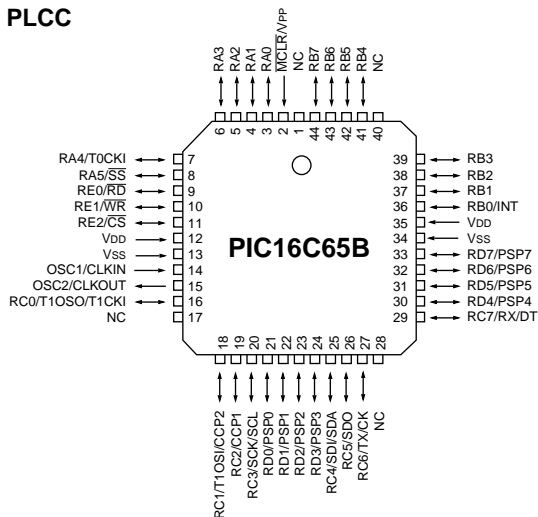 PLCC
RA3
RA2
RA1
RA0
MCLR/VPP
NC
RB7
RB6
RB5
RB4
NC
6
5
4
3
2
1
44
43
42
41
40
RA4/T0CKI
RA5/SS
RE0/RD
RE1/WR
RE2/CS
VDD
VSS
OSC1/CLKIN
OSC2/CLKOUT
RC0/T1OSO/T1CKI
NC
7
8
9
10
11
12
13
14
15
16
17
PIC16C65B
39
38
37
36
35
34
33
32
31
30
29
RB3
RB2
RB1
RB0/INT
VDD
VSS
RD7/PSP7
RD6/PSP6
RD5/PSP5
RD4/PSP4
RC7/RX/DT
18
19
20
21
22
23
24
25
26
27
28
RC1/T1OSI/CCP2
RC2/CCP1
RC3/SCK/SCL
RD0/PSP0
RD1/PSP1
RD2/PSP2
RD3/PSP3
RC4/SDI/SDA
RC5/SDO
RC6/TX/CK
NC